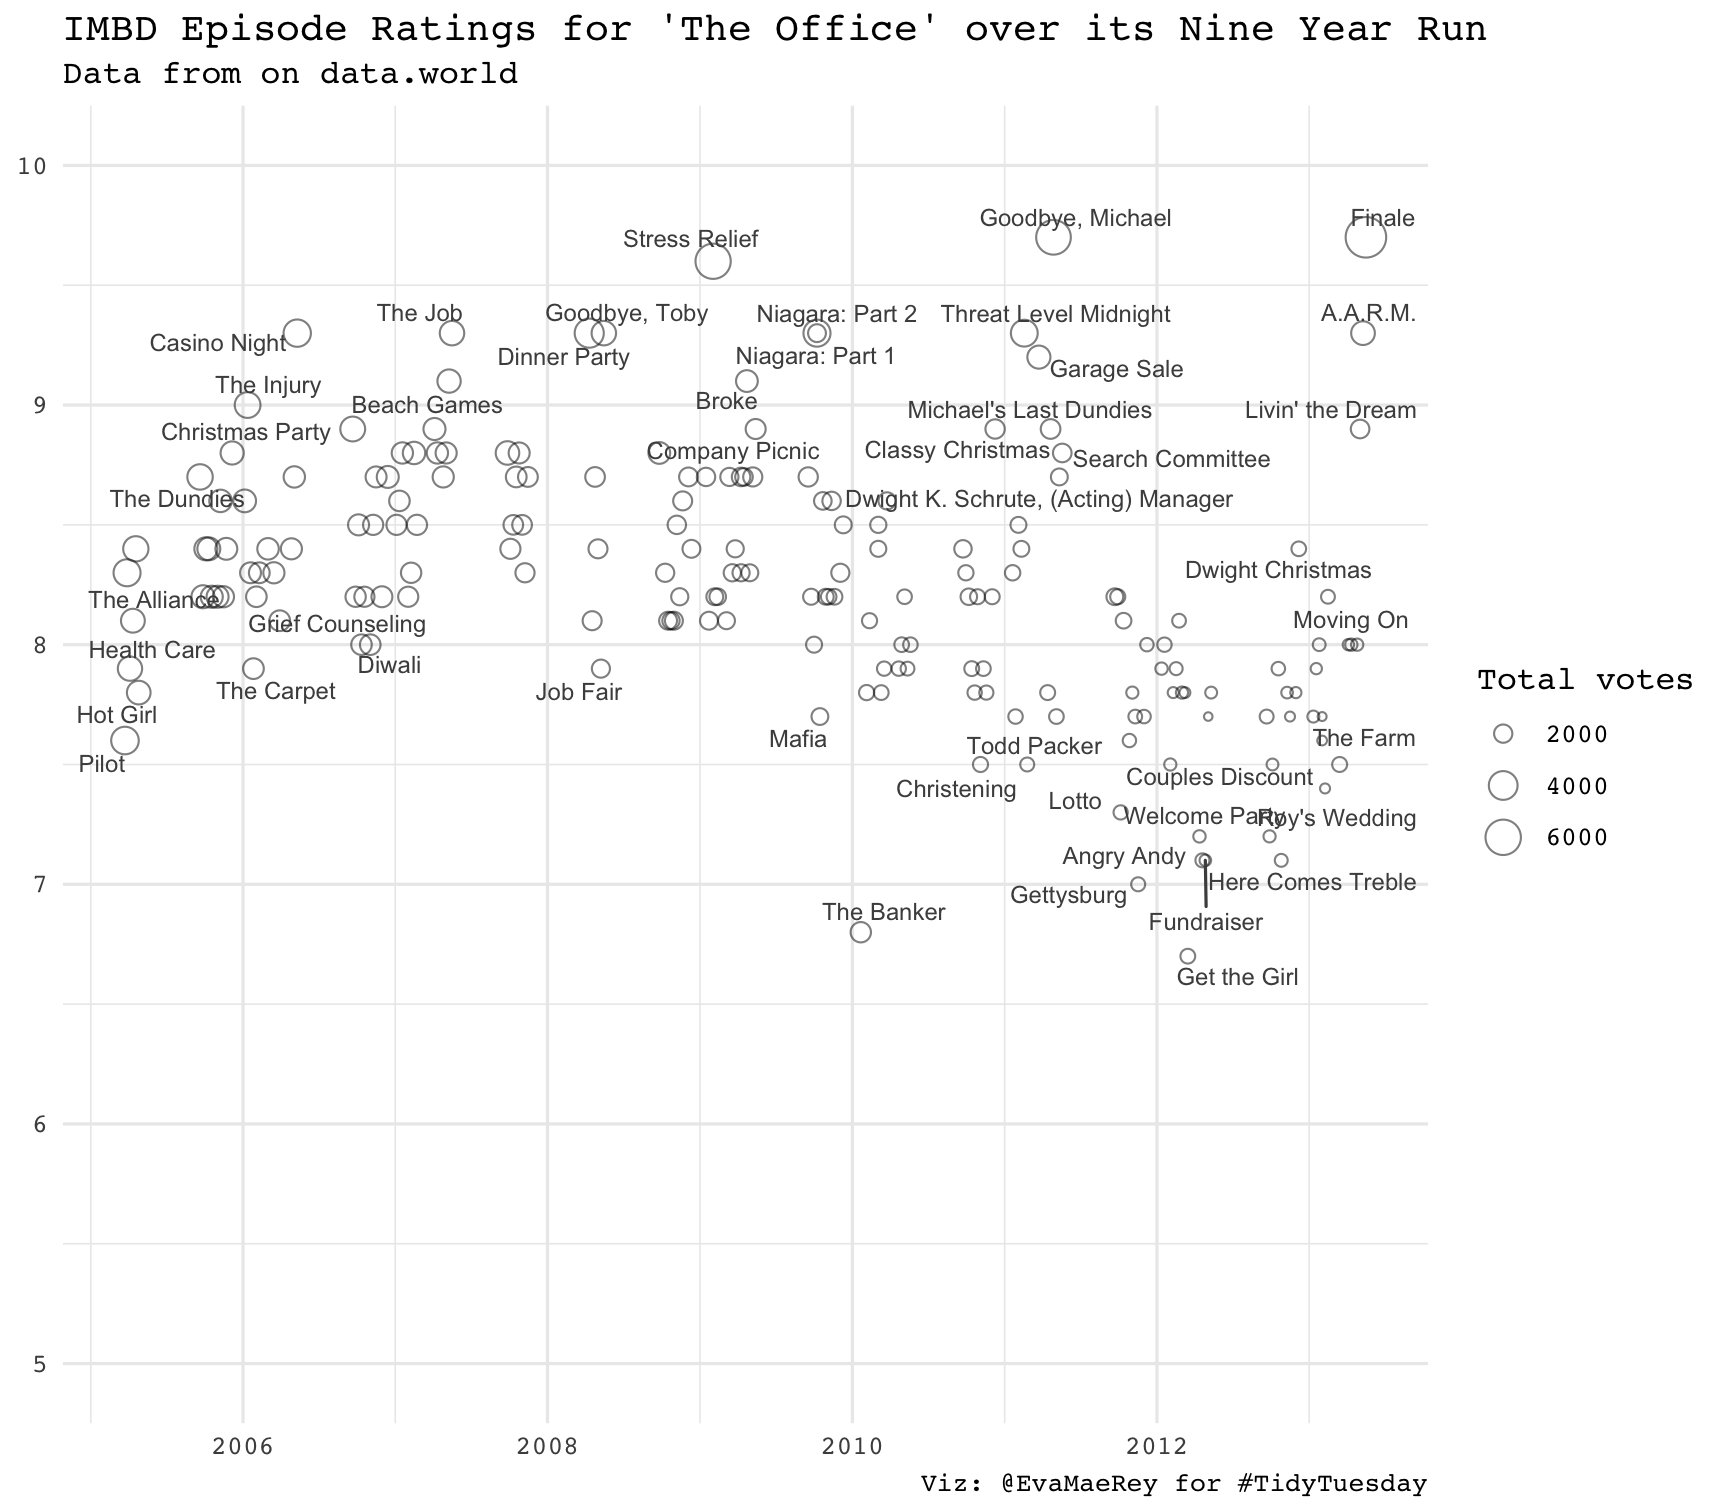 IMBD Episode Ratings for 'The Office' over its Nine Year Run
Data from on data.world
10
9
8
7
6
5
Goodbye, Michael
Finale
Stress Relief
The Job
Goodbye, Toby
Niagara: Part 2
Threat Level Midnight
A.A.R.M.
Casino Night
Dinner Party
Niagara: Part 1
Garage Sale
The Injury
Broke
Beach Games
Michael's Last Dundies
Livin' the Dream
Christmas Party
Company Picnic
Classy Christmas
Search Committee
The Dundies
Dwight K. Schrute, (Acting) Manager
Dwight Christmas
The Alliance
Grief Counseling
Moving On
Health Care
Diwali
The Carpet
Job Fair
Hot Girl
Mafia
Todd Packer
The Farm
Pilot
Couples Discount
Christening
Lotto
Welcome Party
Roy's Wedding
Angry Andy
Here Comes Treble
Gettysburg
The Banker
Fundraiser
Get the Girl
Total votes
2000
4000
6000
2006
2008
2010
2012
Viz: @EvaMaeRey for #TidyTuesday